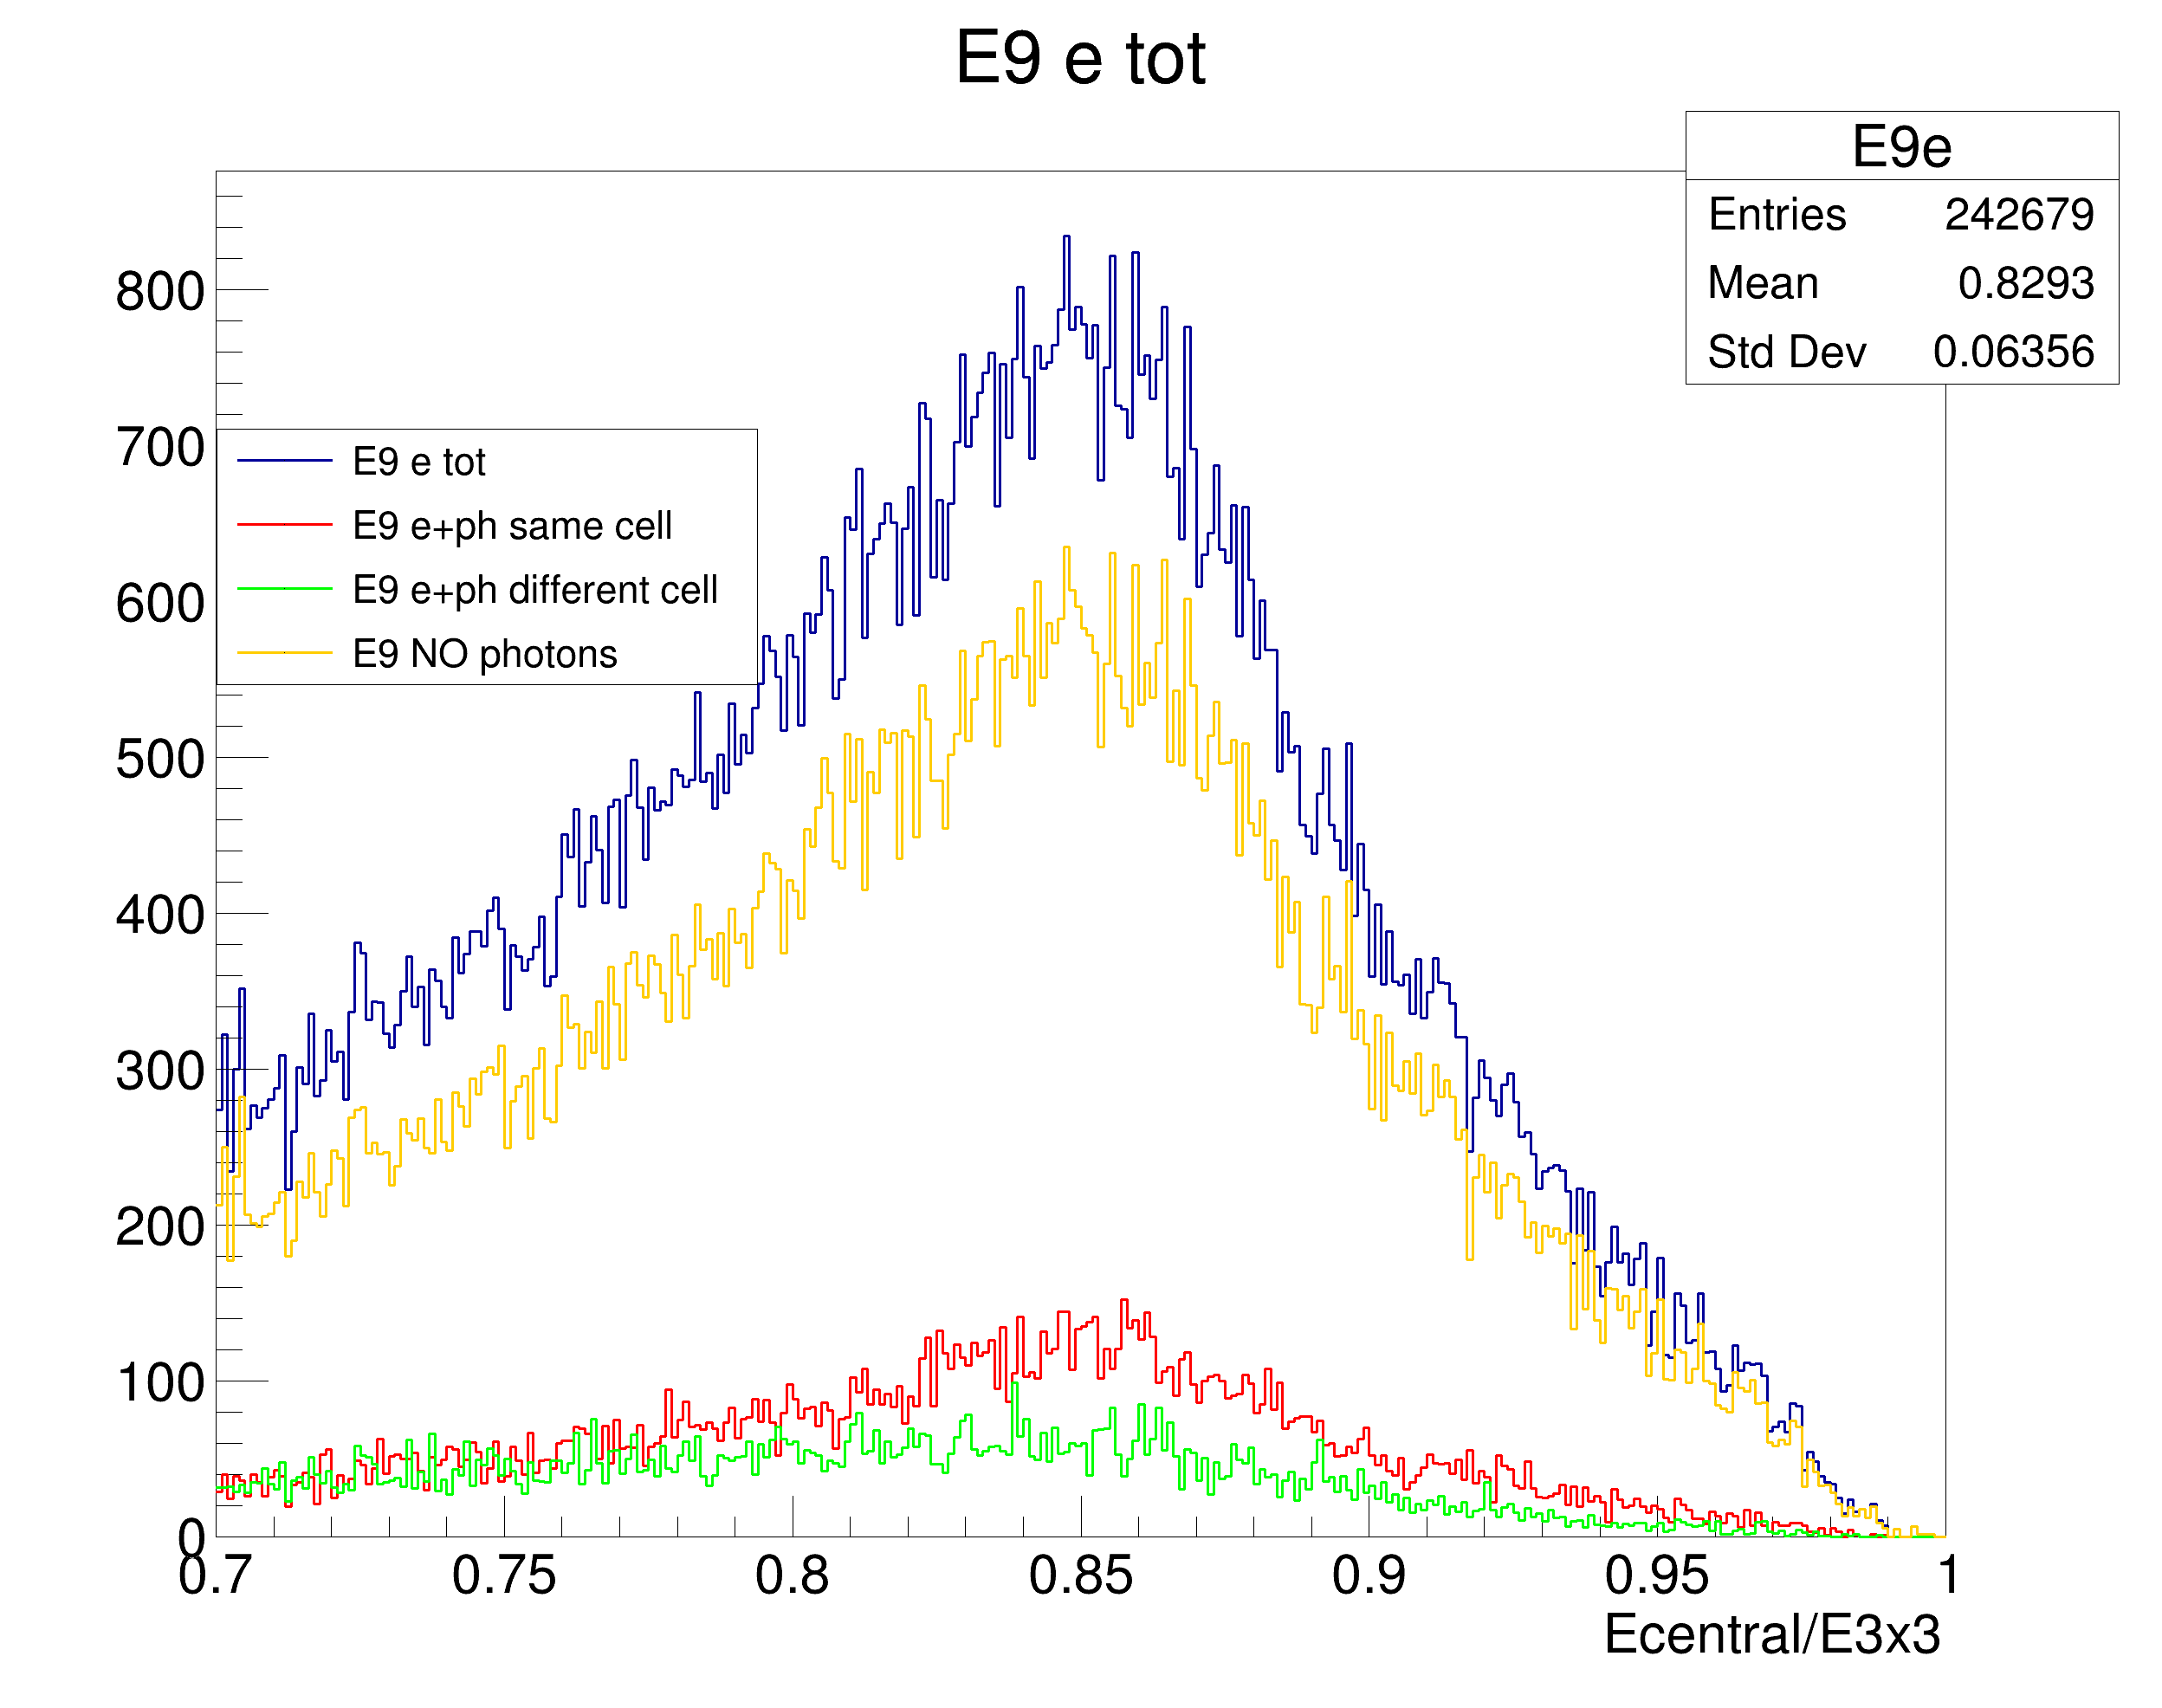 E9 e tot
E9e
Entries 242679
Mean 0.8293
Std Dev 0.06356
800
700
600
500
400
300
200
100
0
E9 e tot
E9 e+ph same cell
E9 e+ph different cell
E9 NO photons
0.7 0.75 0.8 0.85 0.9 0.95 1
Ecentral/E3x3